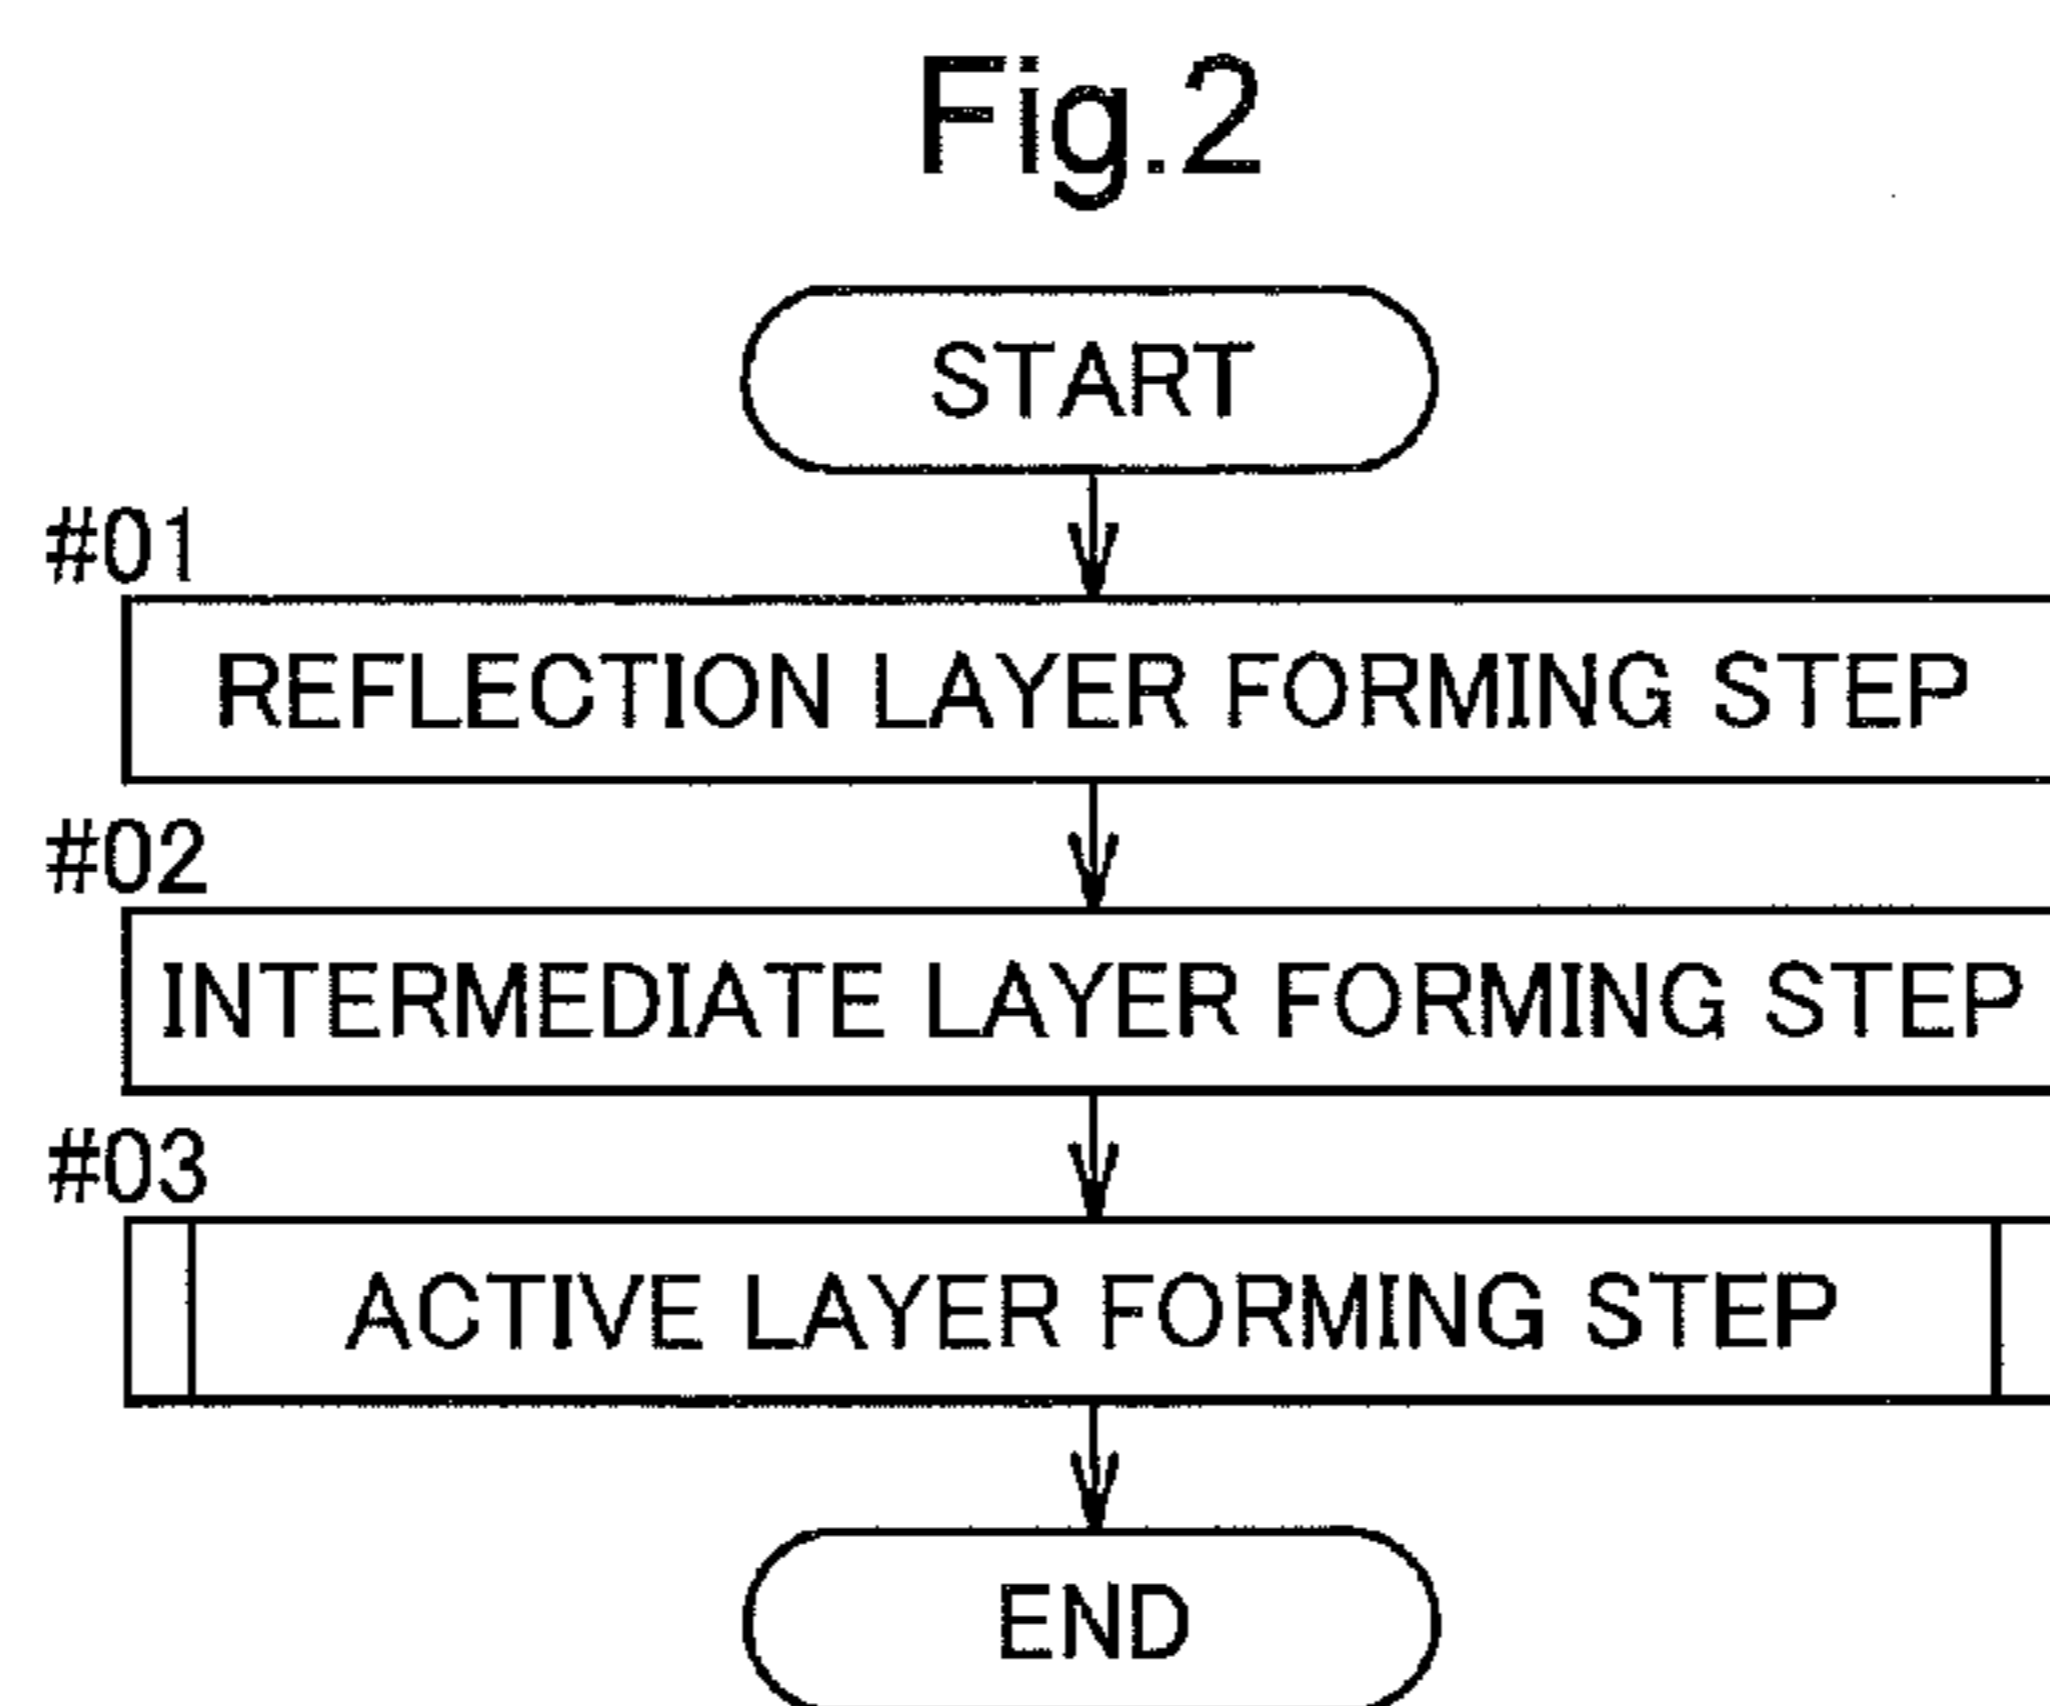 Fig.2
START
#01
REFLECTION LAYER FORMING STEP
#02
INTERMEDIATE LAYER FORMING STEP
#03
ACTIVE LAYER FORMING STEP
END